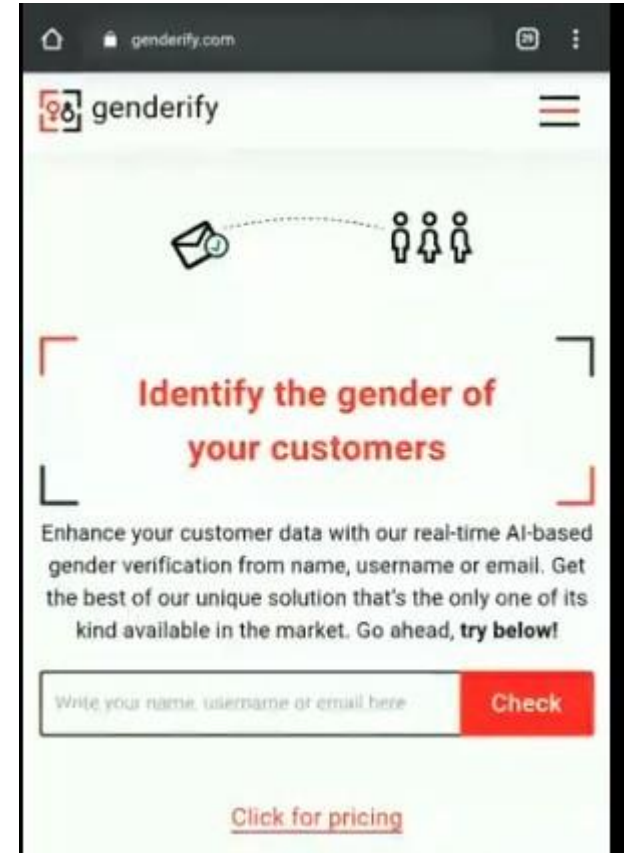 genderify.com
29
genderify
Identify the gender of
your customers
Enhance your customer data with our real-time AI-based
gender verification from name, username or email. Get
the best of our unique solution that's the only one of its
kind available in the market. Go ahead, try below!
Write your name, username or email here
Check
Click for pricing